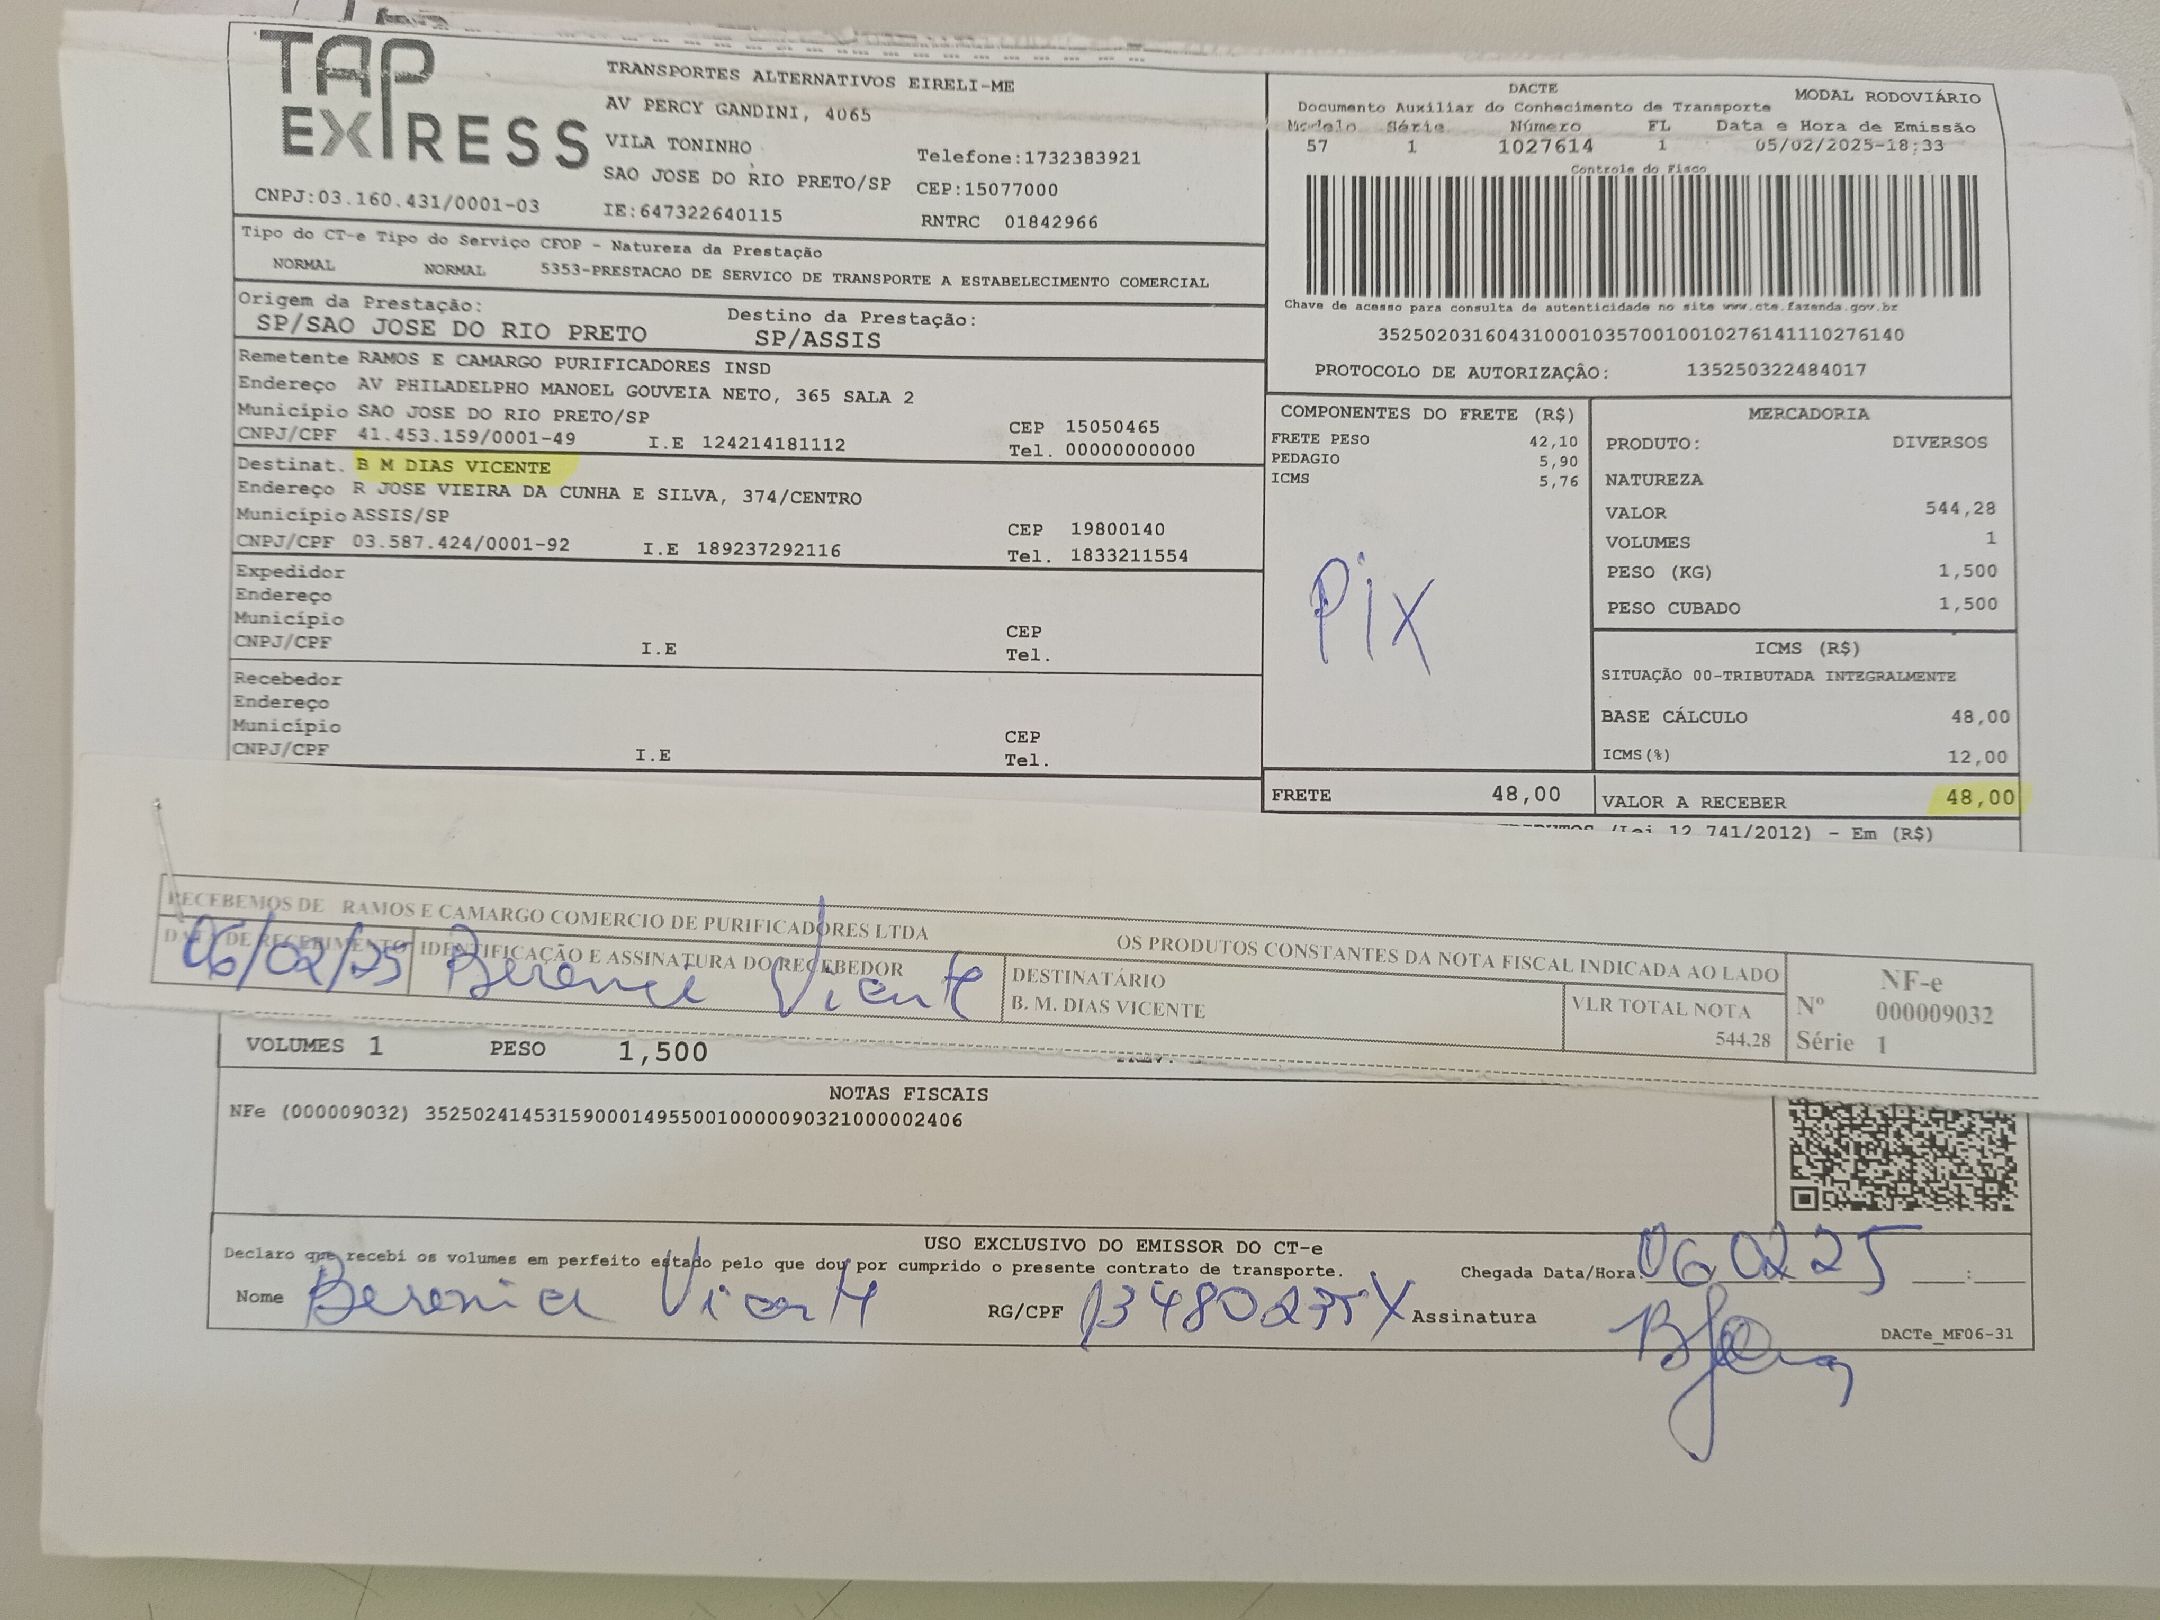 TAP
EXPRESS
TRANSPORTES ALTERNATIVOS EIRELI-ME
AV PERCY GANDINI, 4065
VILA TONINHO
Telefone:1732383921
SAO JOSE DO RIO PRETO/SP CEP:15077000
CNPJ:03.160.431/0001-03 IE:647322640115 RNTRC 01842966
DACTE MODAL RODOVIÁRIO
Documento Auxiliar do Conhecimento de Transporte
Modelo Série Número FL Data e Hora de Emissão
57 1 1027614 1 05/02/2025-18:33
Controle do Fisco
Chave de acesso para consulta de autenticidade no site www.cte.fazenda.gov.br
35250203160431000103570010010276141110276140
PROTOCOLO DE AUTORIZAÇÃO: 135250322484017
Tipo do CT-e Tipo do Serviço CFOP - Natureza da Prestação
NORMAL NORMAL 5353-PRESTACAO DE SERVICO DE TRANSPORTE A ESTABELECIMENTO COMERCIAL
Origem da Prestação: Destino da Prestação:
SP/SAO JOSE DO RIO PRETO SP/ASSIS
Remetente RAMOS E CAMARGO PURIFICADORES INSD
Endereço AV PHILADELPHO MANOEL GOUVEIA NETO, 365 SALA 2
Município SAO JOSE DO RIO PRETO/SP CEP 15050465
CNPJ/CPF 41.453.159/0001-49 I.E 124214181112 Tel. 00000000000
Destinat. B M DIAS VICENTE
Endereço R JOSE VIEIRA DA CUNHA E SILVA, 374/CENTRO
Município ASSIS/SP CEP 19800140
CNPJ/CPF 03.587.424/0001-92 I.E 189237292116 Tel. 1833211554
Expedidor
Endereço
Município CEP
CNPJ/CPF I.E Tel.
Recebedor
Endereço
Município CEP
CNPJ/CPF I.E Tel.
COMPONENTES DO FRETE (R$)
FRETE PESO 42,10
PEDAGIO 5,90
ICMS 5,76
Pix
FRETE 48,00
MERCADORIA
PRODUTO: DIVERSOS
NATUREZA
VALOR 544,28
VOLUMES 1
PESO (KG) 1,500
PESO CUBADO 1,500
ICMS (R$)
SITUAÇÃO 00-TRIBUTADA INTEGRALMENTE
BASE CÁLCULO 48,00
ICMS(%) 12,00
VALOR A RECEBER 48,00
(Lei 12.741/2012) - Em (R$)
RECEBEMOS DE RAMOS E CAMARGO COMERCIO DE PURIFICADORES LTDA OS PRODUTOS CONSTANTES DA NOTA FISCAL INDICADA AO LADO
DATA DE RECEBIMENTO IDENTIFICAÇÃO E ASSINATURA DO RECEBEDOR
06/02/25 Berenice Vicente
DESTINATÁRIO
B. M. DIAS VICENTE
VLR TOTAL NOTA
544,28
NF-e
Nº 000009032
Série 1
VOLUMES 1 PESO 1,500
NOTAS FISCAIS
NFe (000009032) 35250241453159000149550010000090321000002406
USO EXCLUSIVO DO EMISSOR DO CT-e
Declaro que recebi os volumes em perfeito estado pelo que dou por cumprido o presente contrato de transporte.
Chegada Data/Hora: 06 02 25 __:__
Nome Berenice Vicente RG/CPF 13480235X Assinatura
DACTe_MF06-31